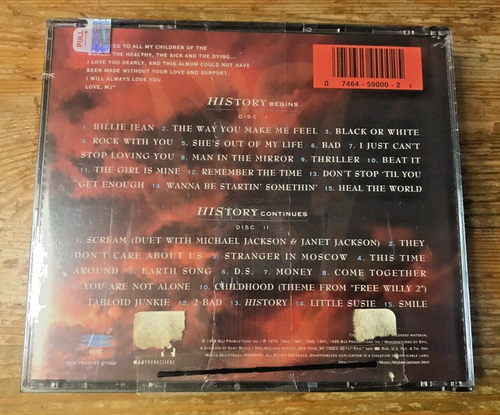 PULL
TED TO ALL MY CHILDREN OF THE
THE HEALTHY, THE SICK AND THE DYING...
I LOVE YOU DEARLY, AND THIS ALBUM COULD NOT HAVE
BEEN MADE WITHOUT YOUR LOVE AND SUPPORT.
I WILL ALWAYS LOVE YOU.
LOVE, MJ"
0 7464-59000-2
HISTORY BEGINS
DISC I
1. BILLIE JEAN 2. THE WAY YOU MAKE ME FEEL 3. BLACK OR WHITE
4. ROCK WITH YOU 5. SHE'S OUT OF MY LIFE 6. BAD 7. I JUST CAN'T
STOP LOVING YOU 8. MAN IN THE MIRROR 9. THRILLER 10. BEAT IT
11. THE GIRL IS MINE 12. REMEMBER THE TIME 13. DON'T STOP 'TIL YOU
GET ENOUGH 14. WANNA BE STARTIN' SOMETHIN' 15. HEAL THE WORLD
HISTORY CONTINUES
DISC II
1. SCREAM (DUET WITH MICHAEL JACKSON & JANET JACKSON) 2. THEY
DON'T CARE ABOUT US 3. STRANGER IN MOSCOW 4. THIS TIME
AROUND 5. EARTH SONG 6. D.S. 7. MONEY 8. COME TOGETHER
9. YOU ARE NOT ALONE 10. CHILDHOOD (THEME FROM "FREE WILLY 2")
11. TABLOID JUNKIE 12. 2 BAD 13. HISTORY 14. LITTLE SUSIE 15. SMILE
epic records group
MJJ PRODUCTIONS